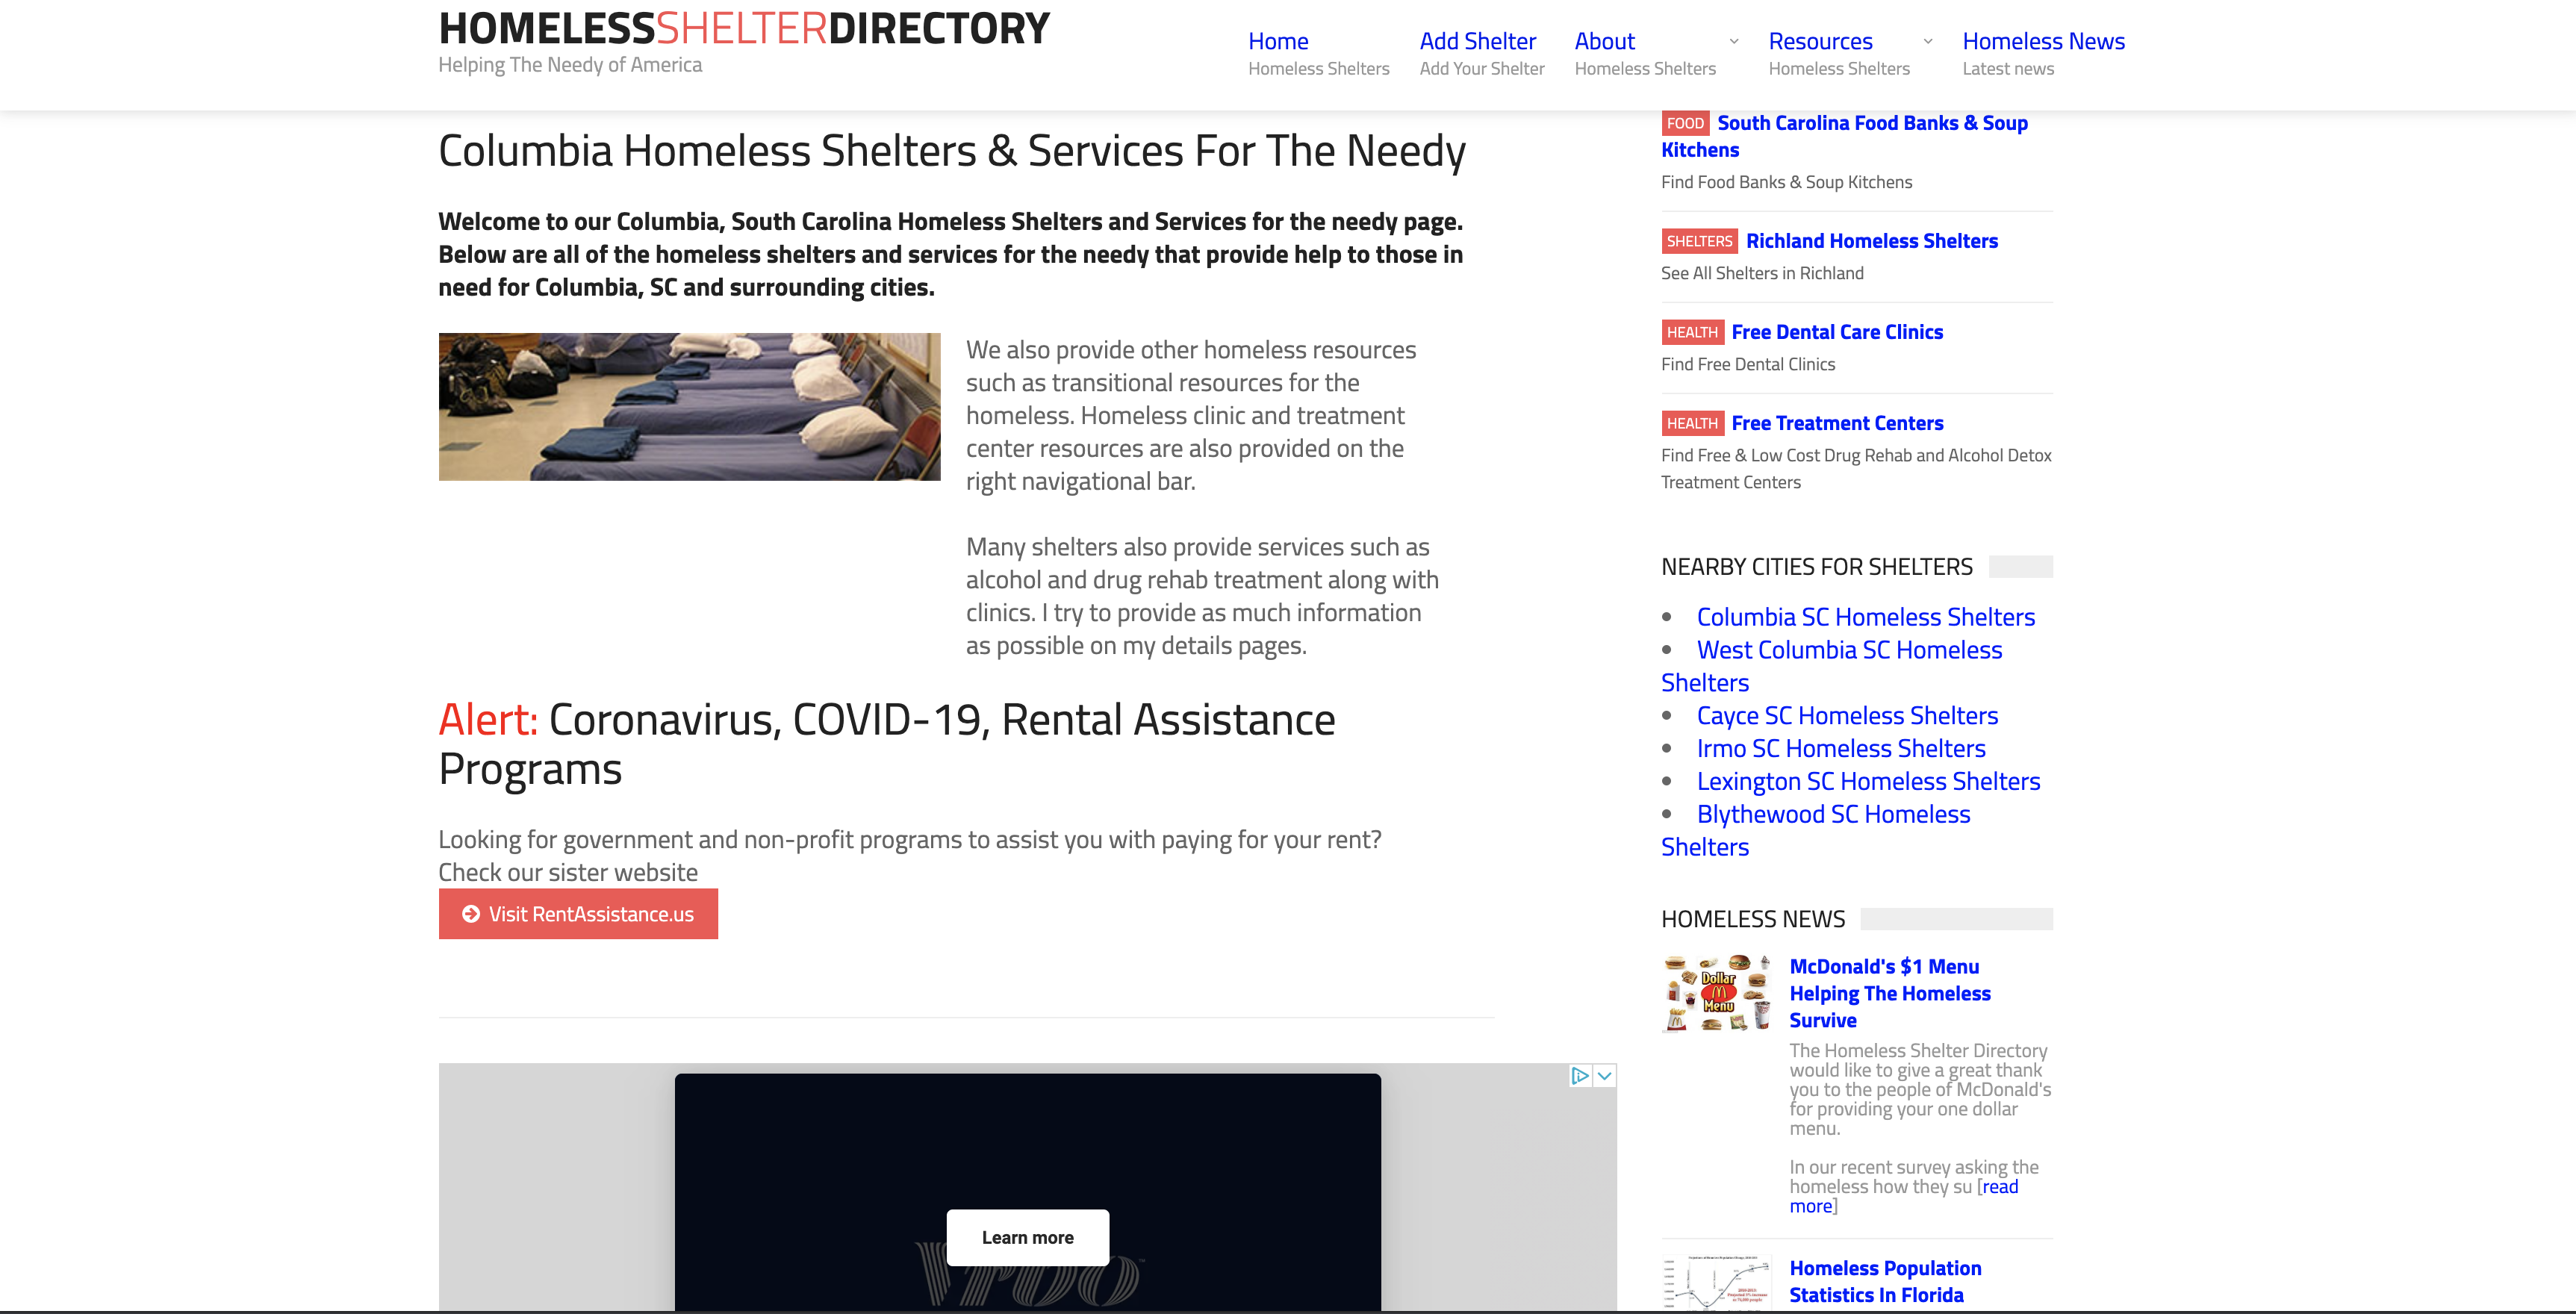 HOMELESSSHELTERDIRECTORY
Helping The Needy of America
Home
Homeless Shelters
Add Shelter
Add Your Shelter
About
Homeless Shelters
Resources
Homeless Shelters
Homeless News
Latest news
Columbia Homeless Shelters & Services For The Needy
Welcome to our Columbia, South Carolina Homeless Shelters and Services for the needy page.
Below are all of the homeless shelters and services for the needy that provide help to those in
need for Columbia, SC and surrounding cities.
We also provide other homeless resources
such as transitional resources for the
homeless. Homeless clinic and treatment
center resources are also provided on the
right navigational bar.
Many shelters also provide services such as
alcohol and drug rehab treatment along with
clinics. I try to provide as much information
as possible on my details pages.
Alert: Coronavirus, COVID-19, Rental Assistance
Programs
Looking for government and non-profit programs to assist you with paying for your rent?
Check our sister website
Visit RentAssistance.us
Learn more
Vrbo
FOOD South Carolina Food Banks & Soup
Kitchens
Find Food Banks & Soup Kitchens
SHELTERS Richland Homeless Shelters
See All Shelters in Richland
HEALTH Free Dental Care Clinics
Find Free Dental Clinics
HEALTH Free Treatment Centers
Find Free & Low Cost Drug Rehab and Alcohol Detox
Treatment Centers
NEARBY CITIES FOR SHELTERS
Columbia SC Homeless Shelters
West Columbia SC Homeless
Shelters
Cayce SC Homeless Shelters
Irmo SC Homeless Shelters
Lexington SC Homeless Shelters
Blythewood SC Homeless
Shelters
HOMELESS NEWS
Dollar
Menu
McDonald's $1 Menu
Helping The Homeless
Survive
The Homeless Shelter Directory
would like to give a great thank
you to the people of McDonald's
for providing your one dollar
menu.
In our recent survey asking the
homeless how they su [read
more]
Homeless Population
Statistics In Florida